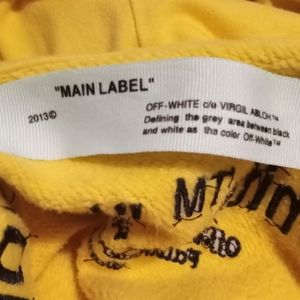 "MAIN LABEL"
2013©
OFF-WHITE c/o VIRGIL ABLOH™
Defining the grey area between black
and white as the color Off-White™